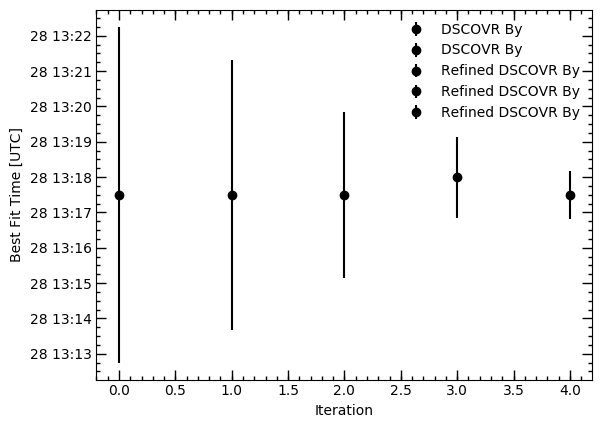 28 13:22
28 13:21
28 13:20
28 13:19
28 13:18
28 13:17
28 13:16
28 13:15
28 13:14
28 13:13
Best Fit Time [UTC]
DSCOVR By
DSCOVR By
Refined DSCOVR By
Refined DSCOVR By
Refined DSCOVR By
0.0 0.5 1.0 1.5 2.0 2.5 3.0 3.5 4.0
Iteration